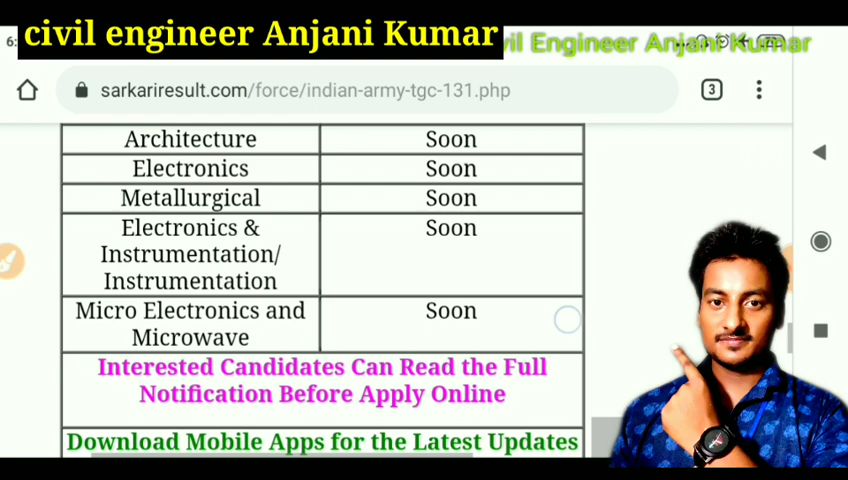 civil engineer Anjani Kumar
vil Engineer Anjani Kumar
6:
sarkariresult.com/force/indian-army-tgc-131.php
3
Architecture Soon
Electronics Soon
Metallurgical Soon
Electronics & Soon
Instrumentation/
Instrumentation
Micro Electronics and Soon
Microwave
Interested Candidates Can Read the Full
Notification Before Apply Online
Download Mobile Apps for the Latest Updates